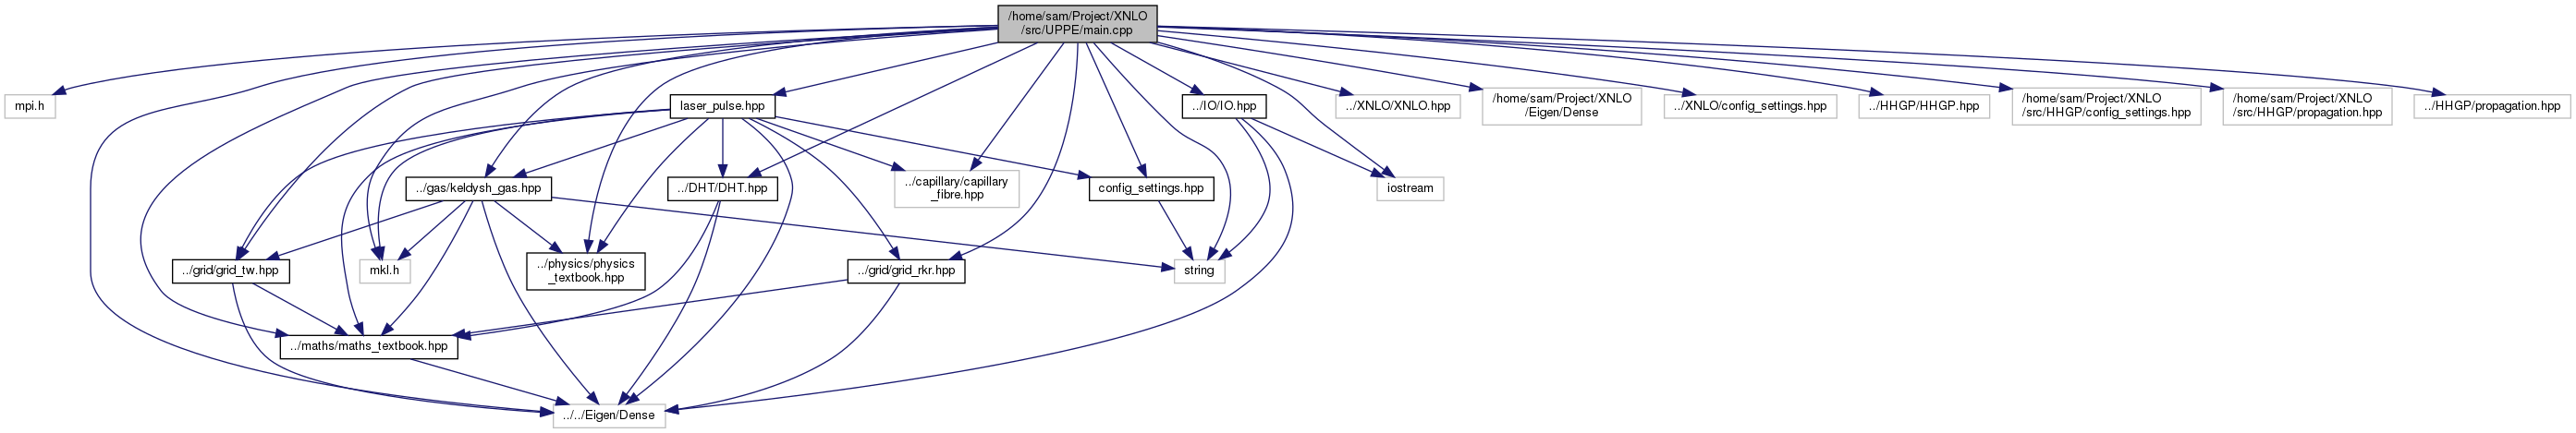 /home/sam/Project/XNLO
/src/UPPE/main.cpp
mpi.h
laser_pulse.hpp
../IO/IO.hpp
../XNLO/XNLO.hpp
/home/sam/Project/XNLO
/Eigen/Dense
../XNLO/config_settings.hpp
../HHGP/HHGP.hpp
/home/sam/Project/XNLO
/src/HHGP/config_settings.hpp
/home/sam/Project/XNLO
/src/HHGP/propagation.hpp
../HHGP/propagation.hpp
../gas/keldysh_gas.hpp
../DHT/DHT.hpp
../capillary/capillary
_fibre.hpp
config_settings.hpp
iostream
../grid/grid_tw.hpp
mkl.h
../physics/physics
_textbook.hpp
../grid/grid_rkr.hpp
string
../maths/maths_textbook.hpp
../../Eigen/Dense